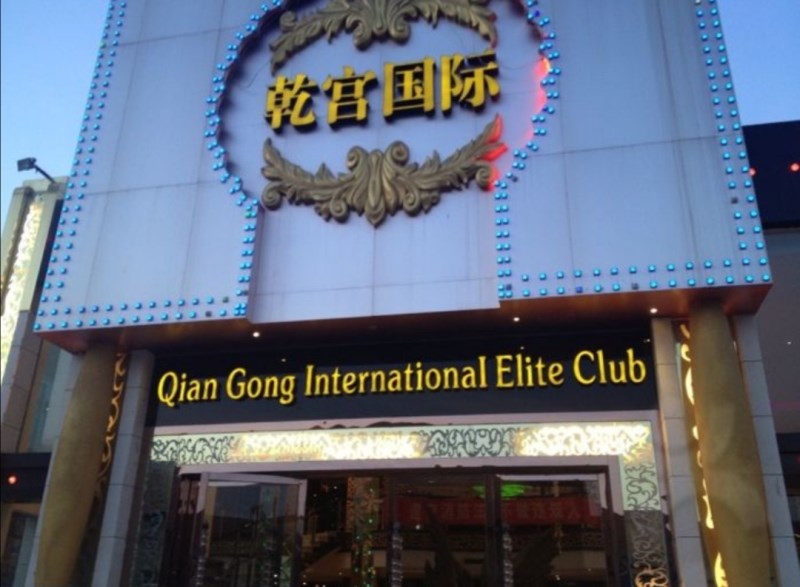 乾宫国际
Qian Gong International Elite Club